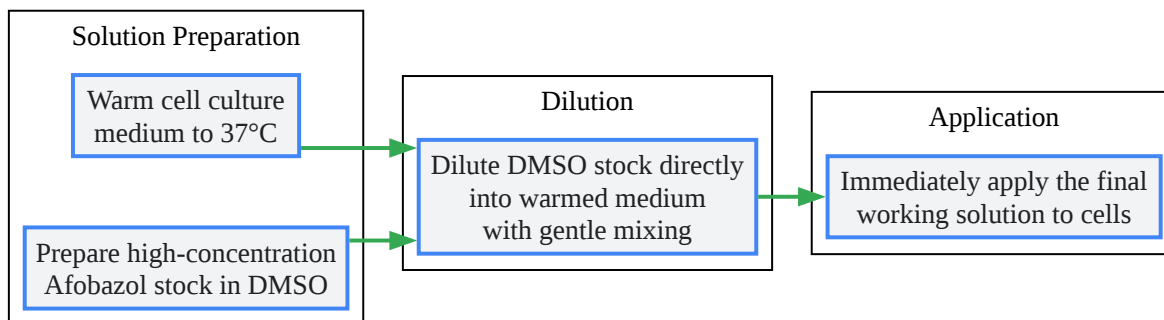 Solution Preparation
Warm cell culture
medium to 37°C
Prepare high-concentration
Afobazol stock in DMSO
Dilution
Dilute DMSO stock directly
into warmed medium
with gentle mixing
Application
Immediately apply the final
working solution to cells